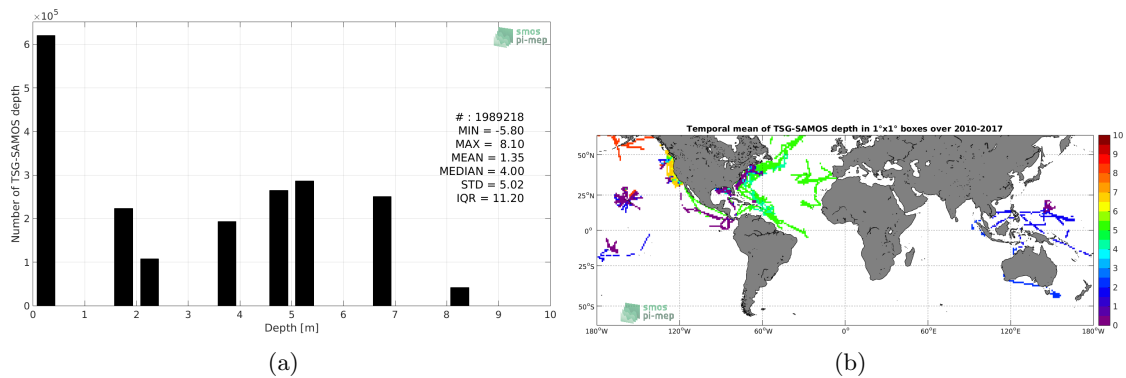 ×10⁵
6
5
4
3
2
1
0
Number of TSG-SAMOS depth
smos
pi-mep
# : 1989218
MIN = -5.80
MAX = 8.10
MEAN = 1.35
MEDIAN = 4.00
STD = 5.02
IQR = 11.20
0 1 2 3 4 5 6 7 8 9 10
Depth [m]
(a)
Temporal mean of TSG-SAMOS depth in 1°x1° boxes over 2010-2017
50°N
25°N
0°
25°S
50°S
smos
pi-mep
180°W 120°W 60°W 0° 60°E 120°E 180°W
10
9
8
7
6
5
4
3
2
1
0
(b)